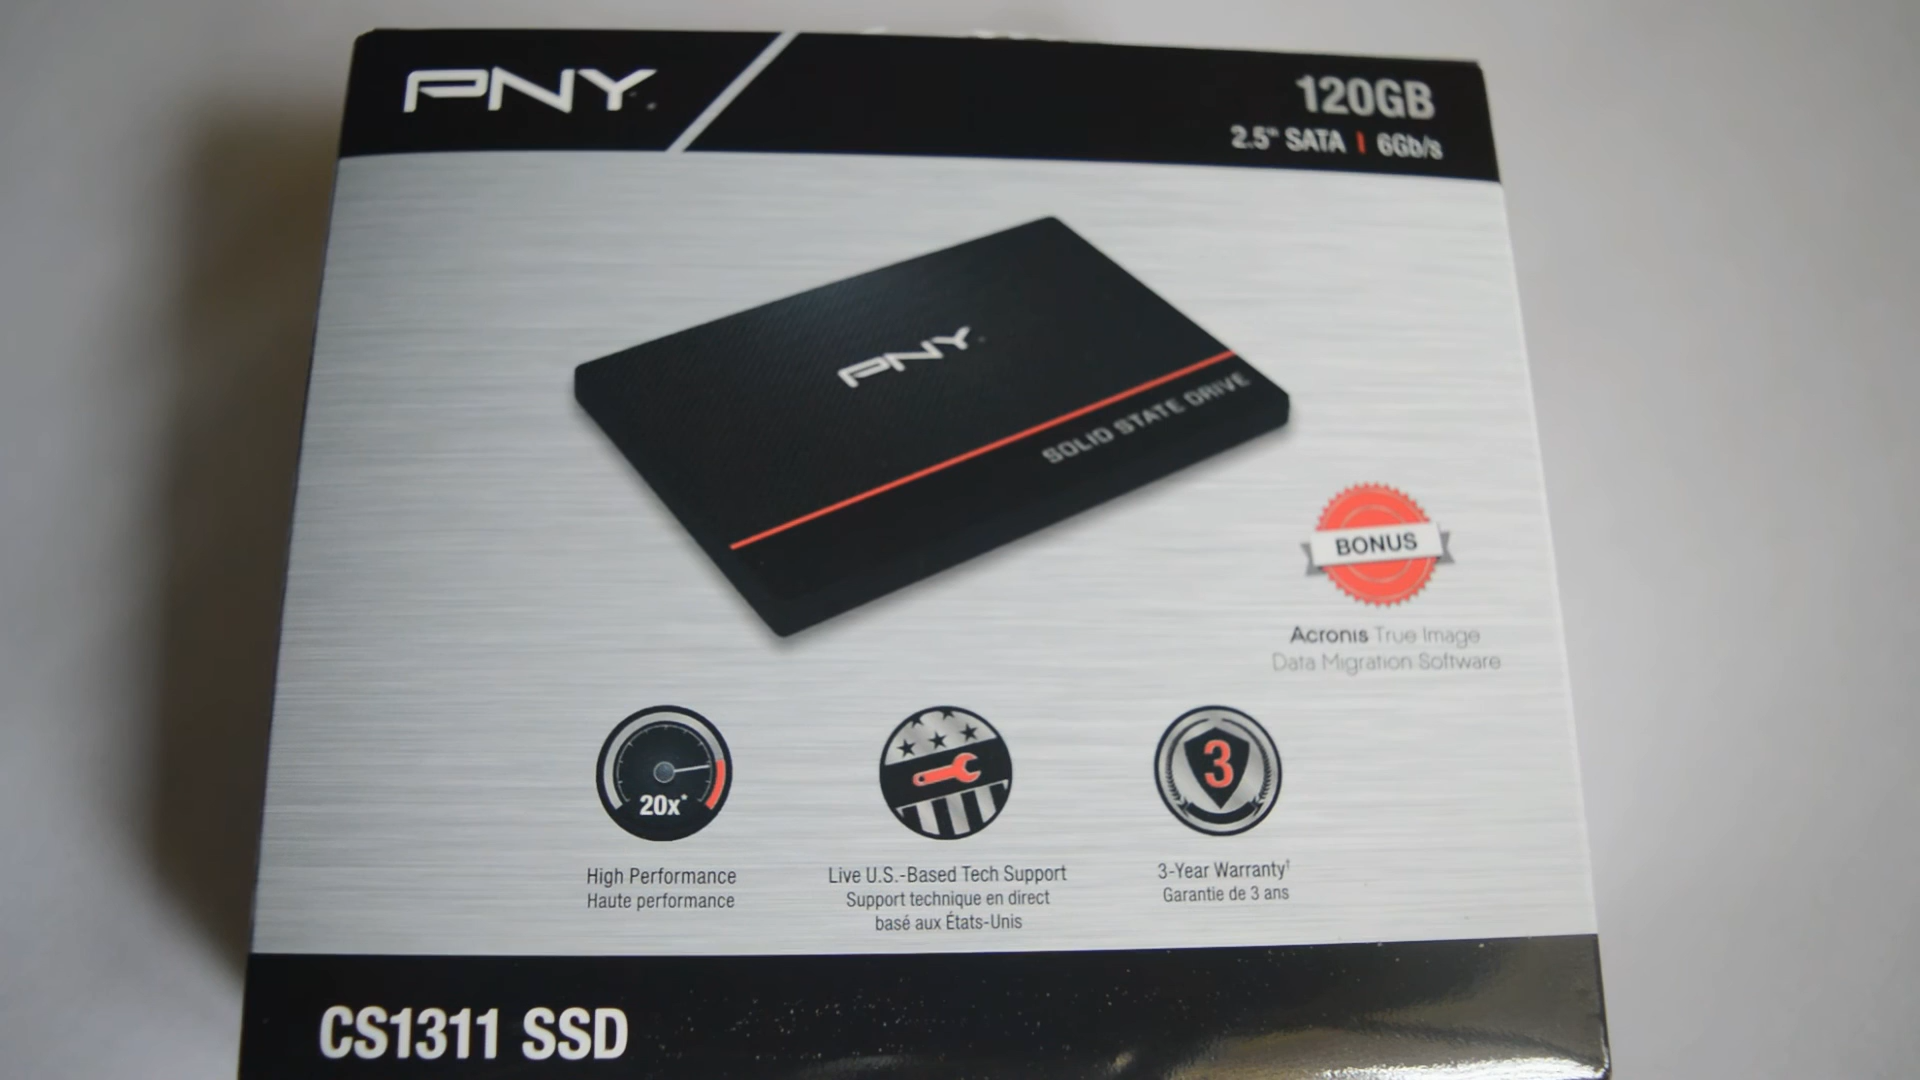 PNY
120GB
2.5" SATA | 6Gb/s
PNY
SOLID STATE DRIVE
BONUS
Acronis True Image
Data Migration Software
20x*
3
High Performance
Haute performance
Live U.S.-Based Tech Support
Support technique en direct
basé aux États-Unis
3-Year Warranty†
Garantie de 3 ans
CS1311 SSD